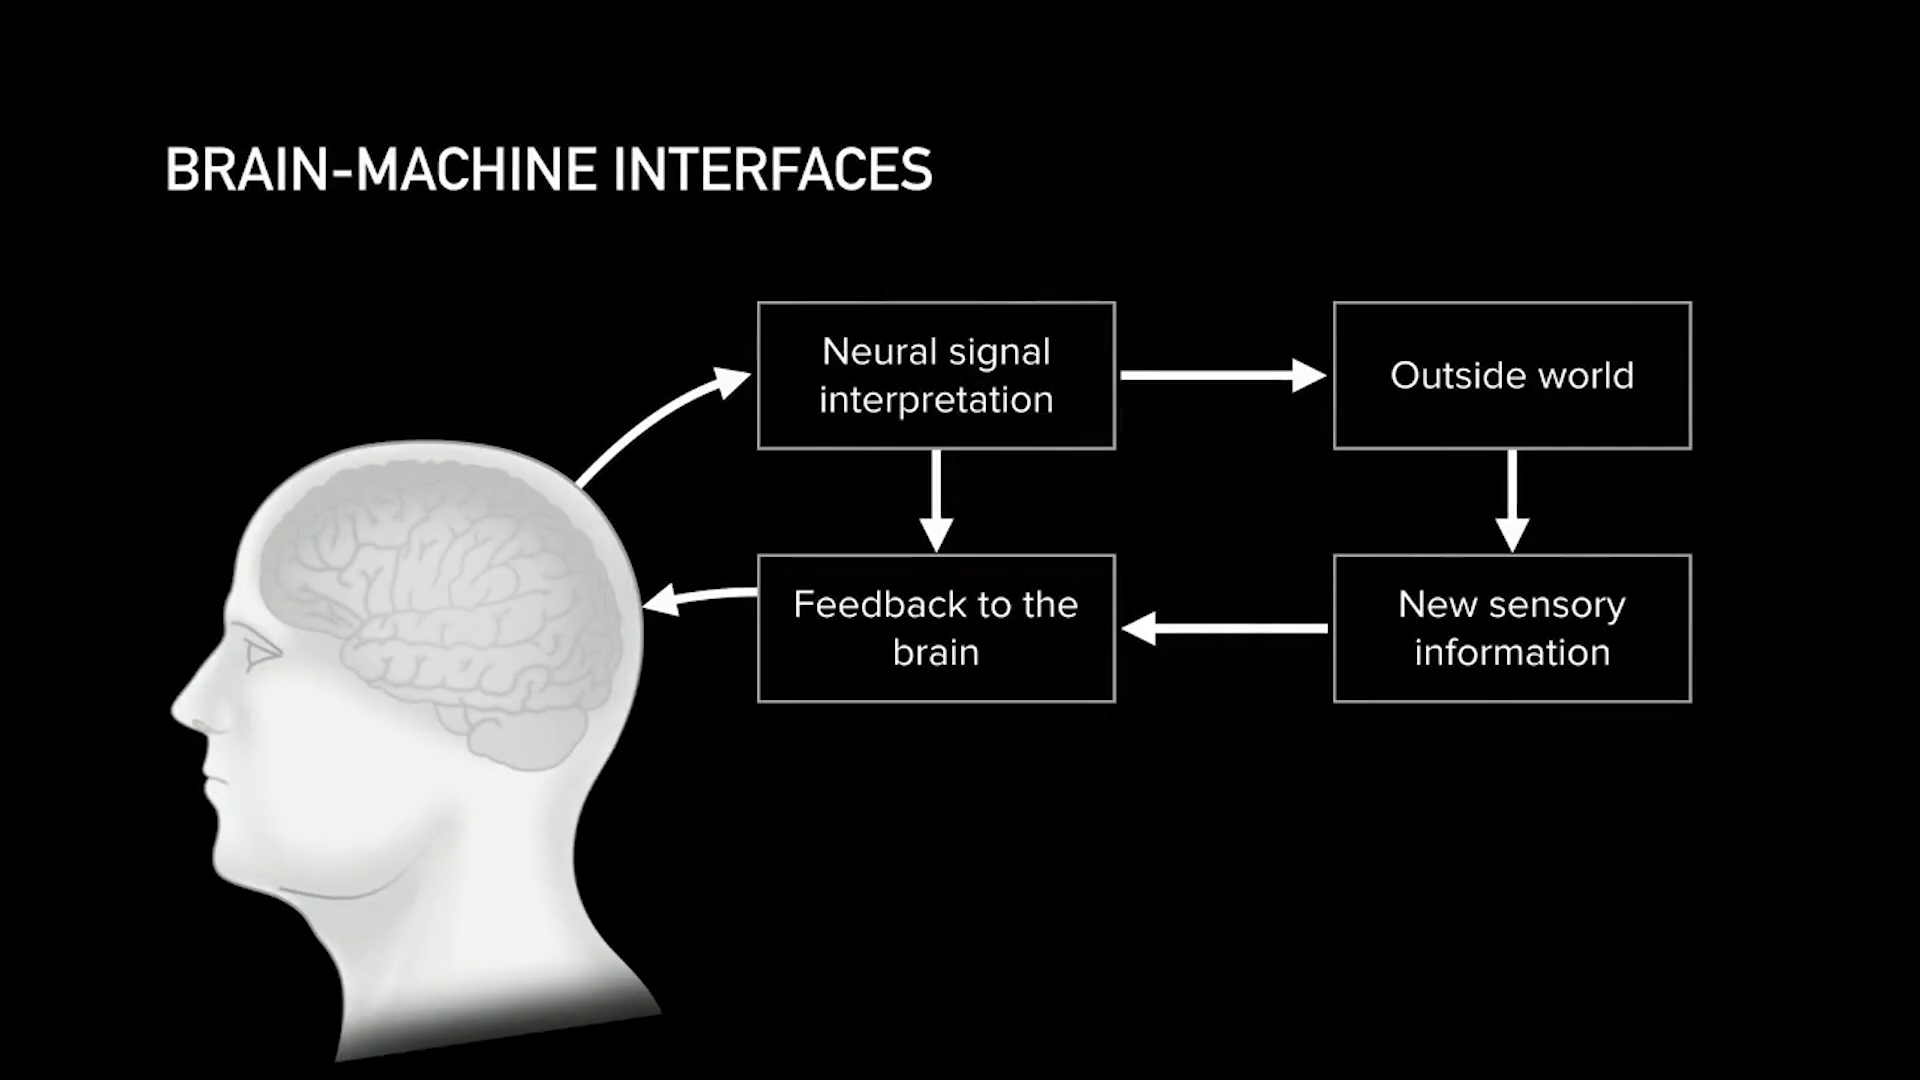 BRAIN-MACHINE INTERFACES
Neural signal
interpretation
Outside world
Feedback to the
brain
New sensory
information